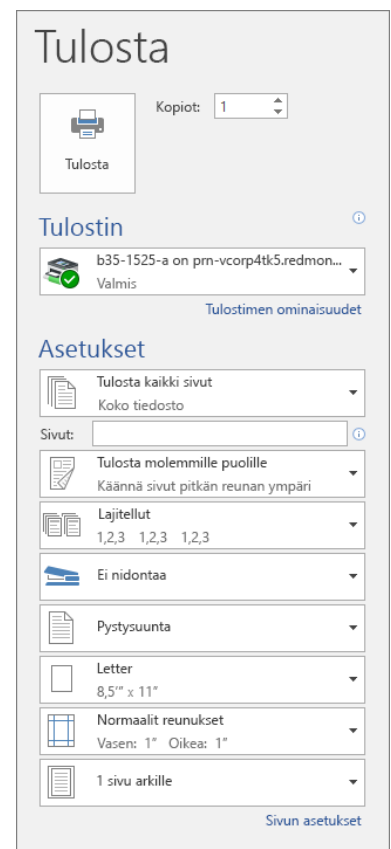 Tulosta
Kopiot: 1
Tulosta
Tulostin
b35-1525-a on prn-vcorp4tk5.redmon...
Valmis
Tulostimen ominaisuudet
Asetukset
Tulosta kaikki sivut
Koko tiedosto
Sivut:
Tulosta molemmille puolille
Käännä sivut pitkän reunan ympäri
Lajitellut
1,2,3 1,2,3 1,2,3
Ei nidontaa
Pystysuunta
Letter
8,5'" x 11"
Normaalit reunukset
Vasen: 1" Oikea: 1"
1 sivu arkille
Sivun asetukset